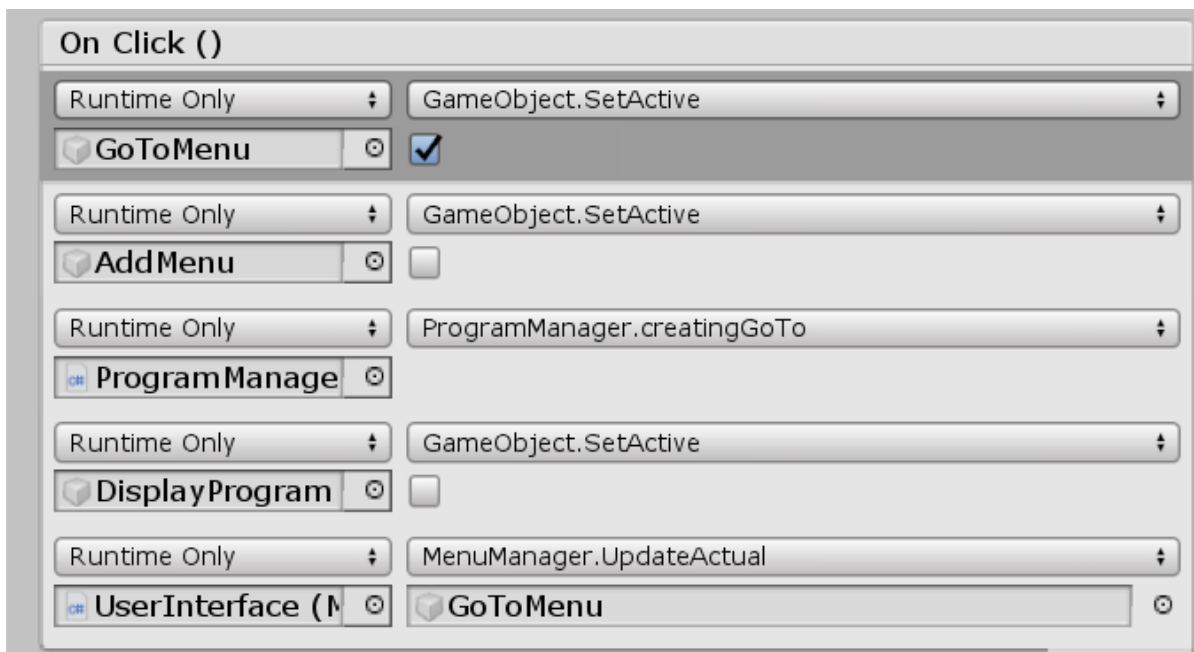 On Click ()
Runtime Only GameObject.SetActive
GoToMenu
Runtime Only GameObject.SetActive
AddMenu
Runtime Only ProgramManager.creatingGoTo
ProgramManage
Runtime Only GameObject.SetActive
DisplayProgram
Runtime Only MenuManager.UpdateActual
UserInterface ( GoToMenu